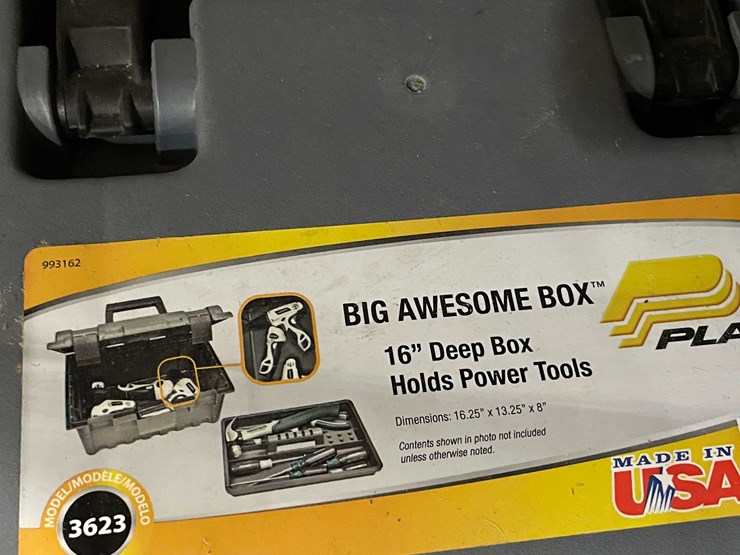 993162
BIG AWESOME BOX™
16” Deep Box
Holds Power Tools
Dimensions: 16.25" x 13.25" x 8"
Contents shown in photo not included
unless otherwise noted.
PLA
MADE IN
USA
MODEL/MODÈLE/MODELO
3623